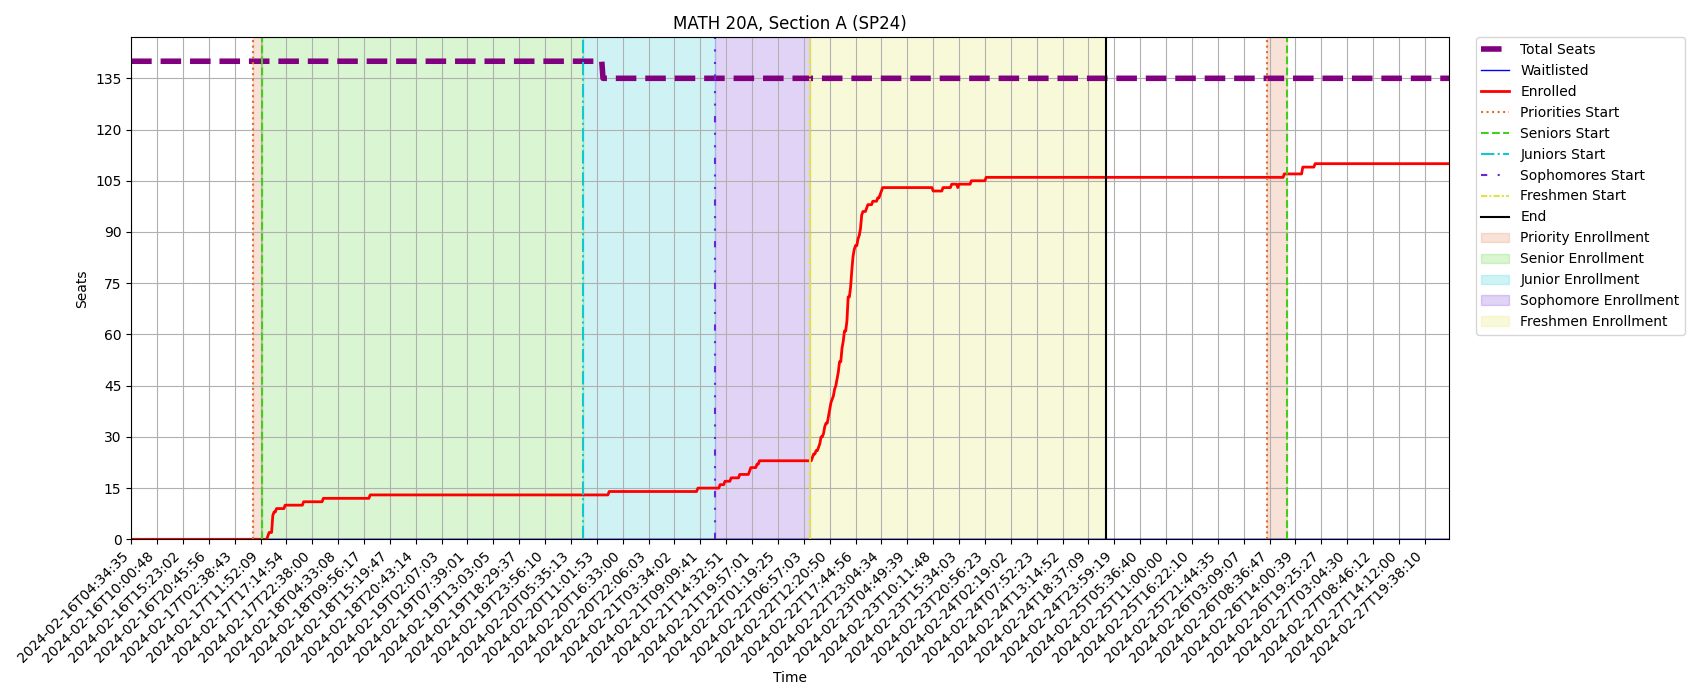 MATH 20A, Section A (SP24)
Seats
135
120
105
90
75
60
45
30
15
0
2024-02-16T04:34:35
2024-02-16T10:00:48
2024-02-16T15:23:02
2024-02-16T20:45:56
2024-02-17T02:38:43
2024-02-17T11:52:09
2024-02-17T17:14:54
2024-02-17T22:38:00
2024-02-18T04:33:08
2024-02-18T09:56:17
2024-02-18T15:19:47
2024-02-18T20:43:14
2024-02-19T02:07:03
2024-02-19T07:39:01
2024-02-19T13:03:05
2024-02-19T18:29:37
2024-02-19T23:56:10
2024-02-20T05:35:13
2024-02-20T11:01:53
2024-02-20T16:33:00
2024-02-20T22:06:03
2024-02-21T03:34:02
2024-02-21T09:09:41
2024-02-21T14:32:51
2024-02-21T19:57:01
2024-02-22T01:19:25
2024-02-22T06:57:03
2024-02-22T12:20:50
2024-02-22T17:44:56
2024-02-22T23:04:34
2024-02-23T04:49:39
2024-02-23T10:11:48
2024-02-23T15:34:03
2024-02-23T20:56:23
2024-02-24T02:19:02
2024-02-24T07:52:23
2024-02-24T13:14:52
2024-02-24T18:37:09
2024-02-24T23:59:19
2024-02-25T05:36:40
2024-02-25T11:00:00
2024-02-25T16:22:10
2024-02-25T21:44:35
2024-02-26T03:09:07
2024-02-26T08:36:47
2024-02-26T14:00:39
2024-02-26T19:25:27
2024-02-27T03:04:30
2024-02-27T08:46:12
2024-02-27T14:12:00
2024-02-27T19:38:10
Time
Total Seats
Waitlisted
Enrolled
Priorities Start
Seniors Start
Juniors Start
Sophomores Start
Freshmen Start
End
Priority Enrollment
Senior Enrollment
Junior Enrollment
Sophomore Enrollment
Freshmen Enrollment